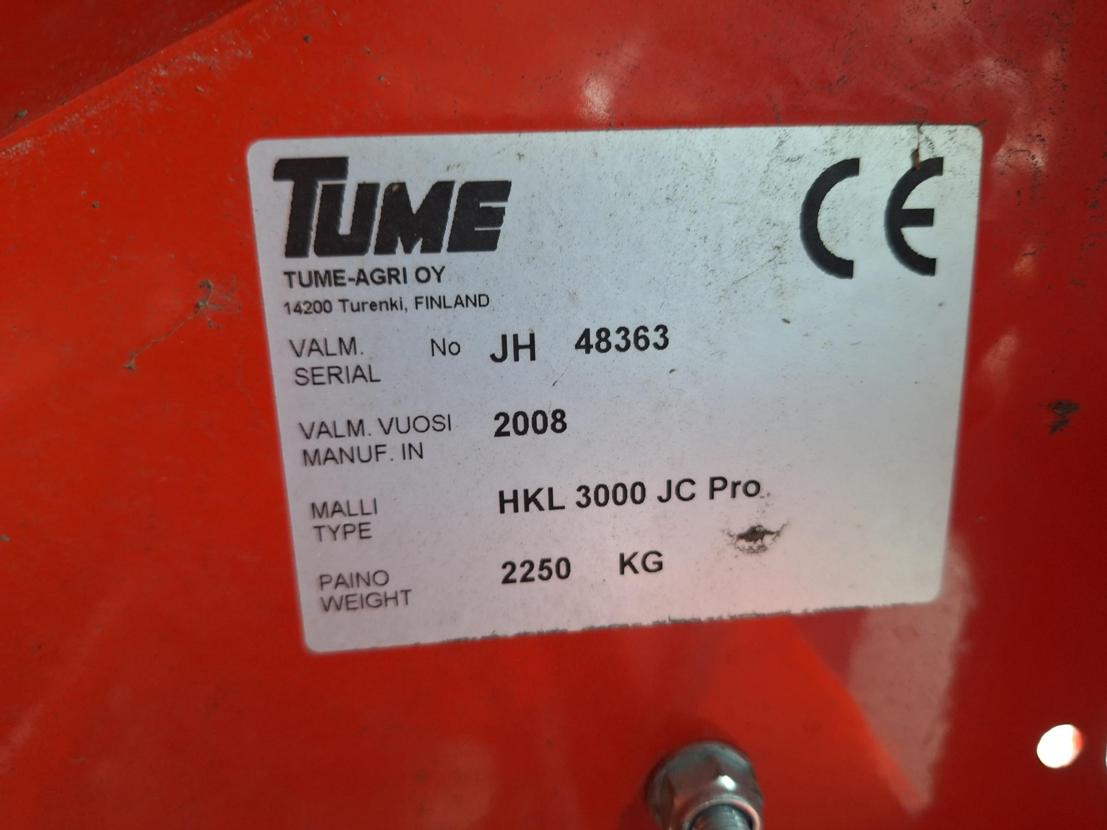 TUME
CE
TUME-AGRI OY
14200 Turenki, FINLAND
VALM. No JH 48363
SERIAL
VALM. VUOSI 2008
MANUF. IN
MALLI HKL 3000 JC Pro
TYPE
PAINO 2250 KG
WEIGHT